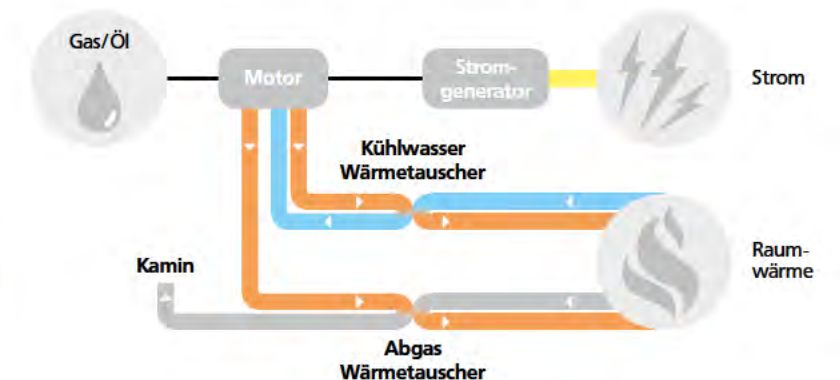 Gas/Öl
Motor
Strom-
generator
Strom
Kühlwasser
Wärmetauscher
Raum-
wärme
Kamin
Abgas
Wärmetauscher